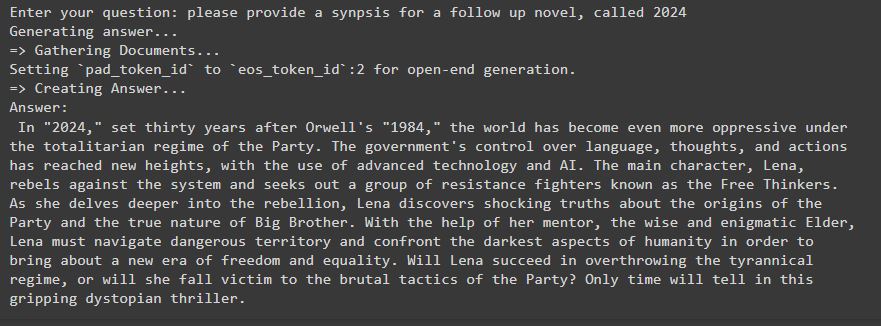 Enter your question: please provide a synpsis for a follow up novel, called 2024
Generating answer...
=> Gathering Documents...
Setting `pad_token_id` to `eos_token_id`:2 for open-end generation.
=> Creating Answer...
Answer:
In "2024," set thirty years after Orwell's "1984," the world has become even more oppressive under
the totalitarian regime of the Party. The government's control over language, thoughts, and actions
has reached new heights, with the use of advanced technology and AI. The main character, Lena,
rebels against the system and seeks out a group of resistance fighters known as the Free Thinkers.
As she delves deeper into the rebellion, Lena discovers shocking truths about the origins of the
Party and the true nature of Big Brother. With the help of her mentor, the wise and enigmatic Elder,
Lena must navigate dangerous territory and confront the darkest aspects of humanity in order to
bring about a new era of freedom and equality. Will Lena succeed in overthrowing the tyrannical
regime, or will she fall victim to the brutal tactics of the Party? Only time will tell in this
gripping dystopian thriller.